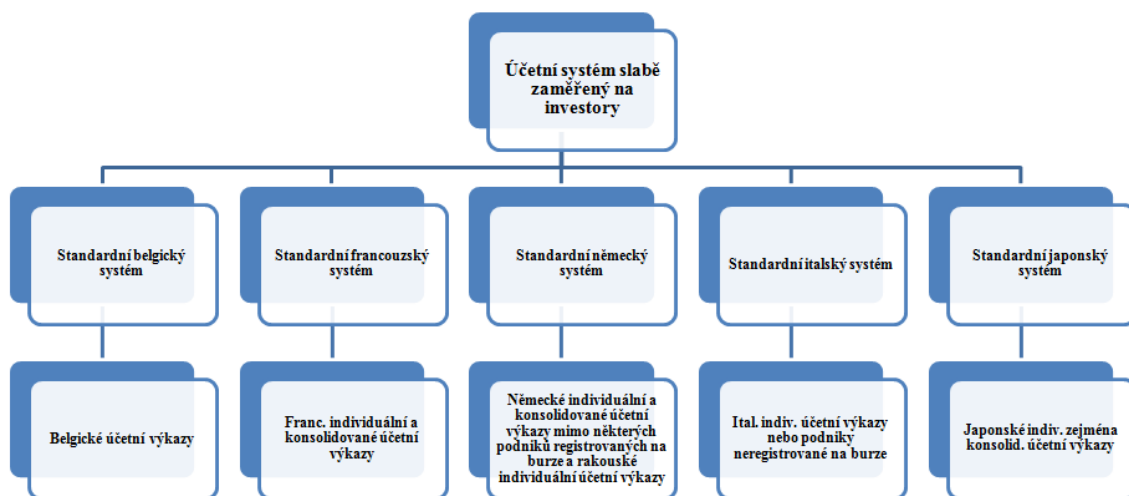 Účetní systém slabě
zaměřený na
investory
Standardní belgický
systém
Standardní francouzský
systém
Standardní německý
systém
Standardní italský systém
Standardní japonský
systém
Belgické účetní výkazy
Franc. individuální a
konsolidované účetní
výkazy
Německé individuální a
konsolidované účetní
výkazy mimo některých
podniků registrovaných na
burze a rakouské
individuální účetní výkazy
Ital. indiv. účetní výkazy
nebo podniky
neregistrované na burze
Japonské indiv. zejména
konsolid. účetní výkazy